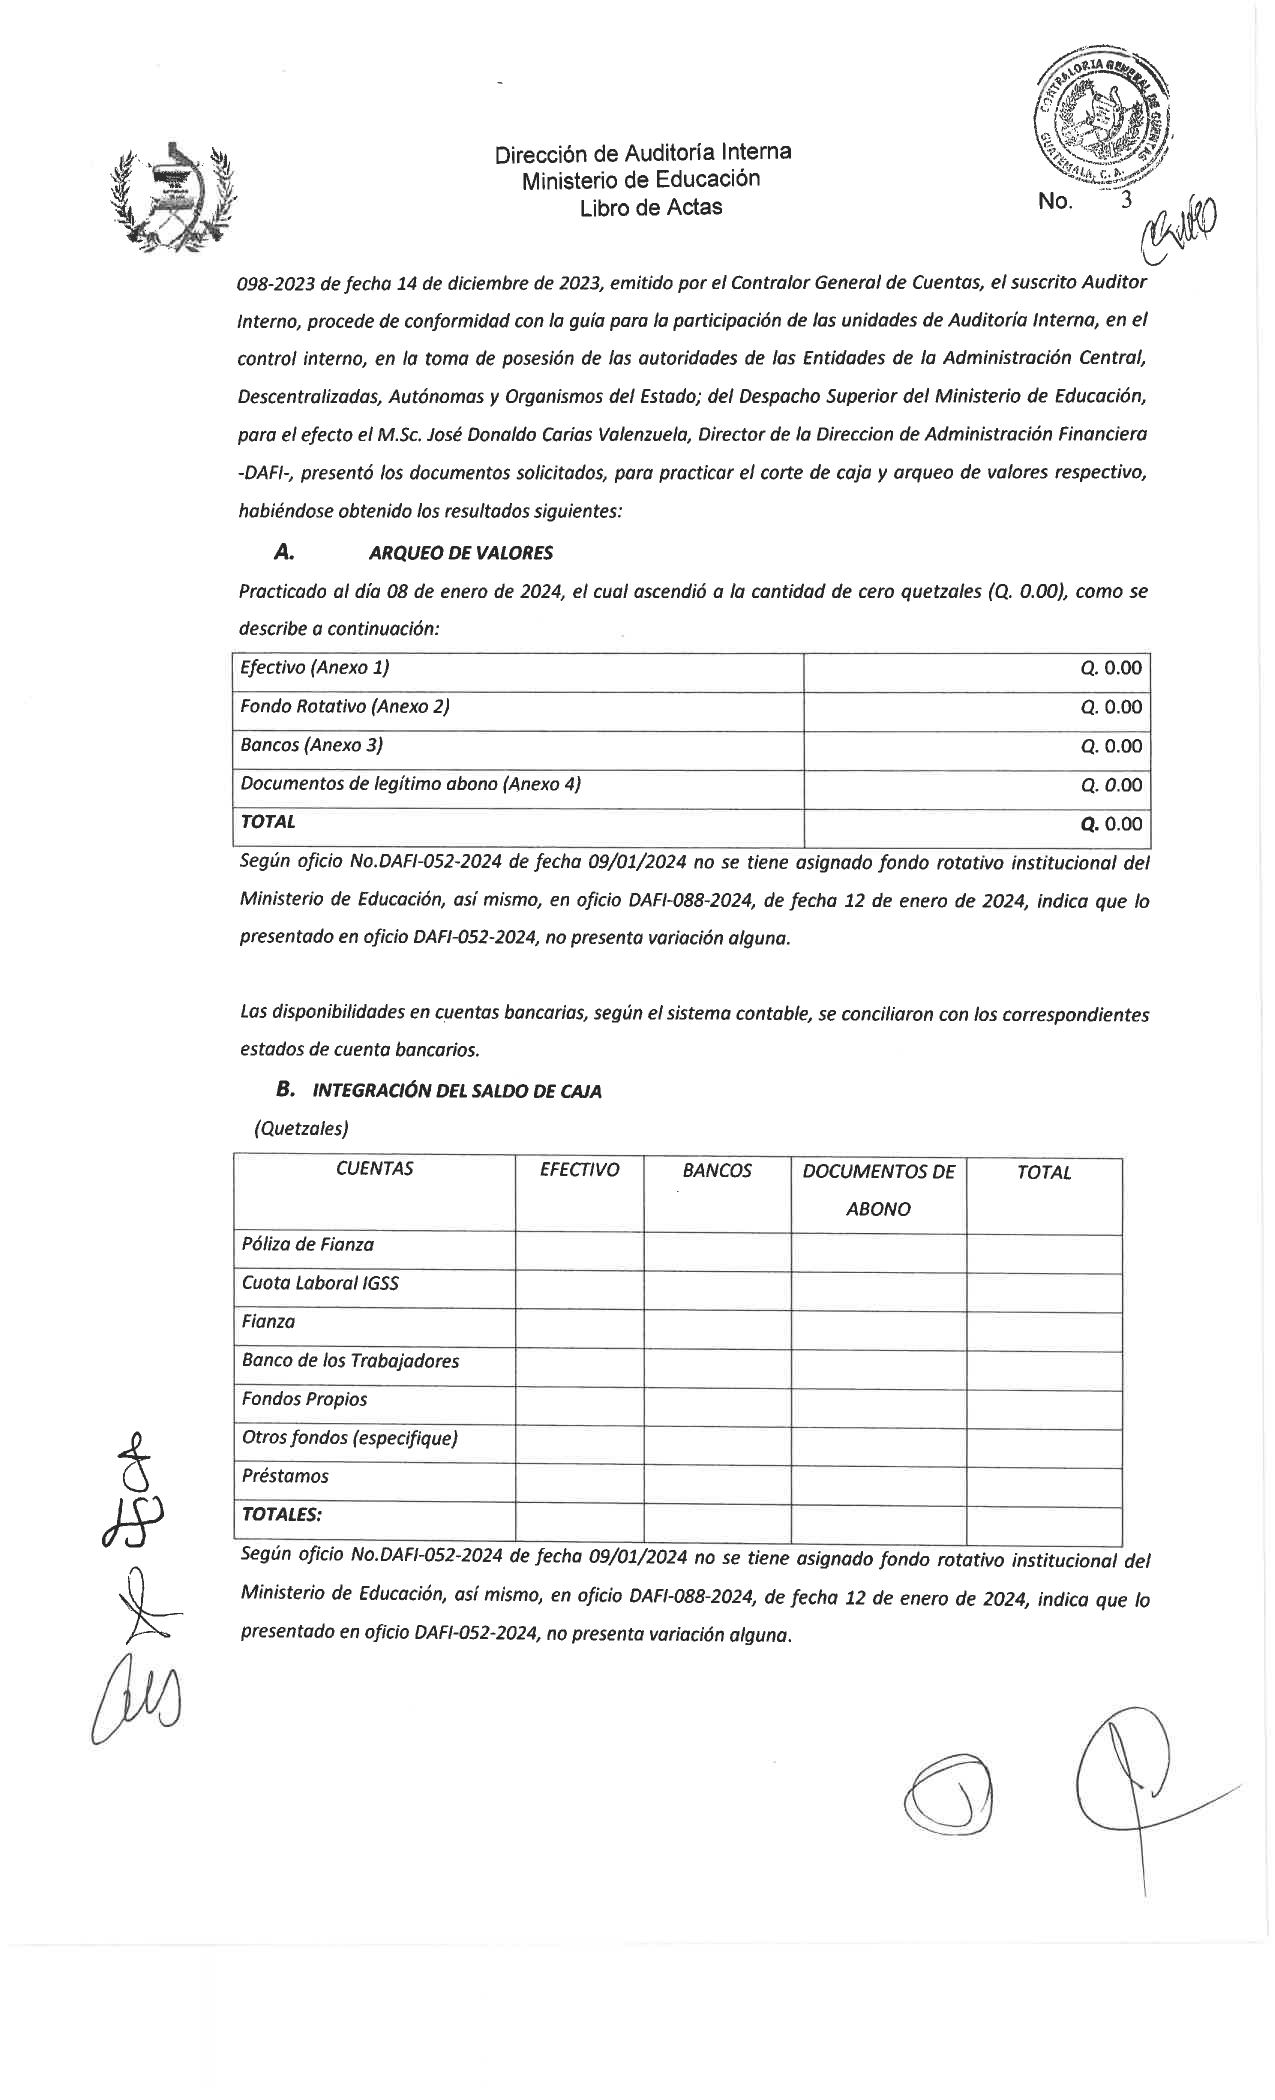 CONTRALORIA GENERAL DE CUENTAS
GUATEMALA, C. A.
Dirección de Auditoría Interna
Ministerio de Educación
Libro de Actas
No. 3
098-2023 de fecha 14 de diciembre de 2023, emitido por el Contralor General de Cuentas, el suscrito Auditor
Interno, procede de conformidad con la guía para la participación de las unidades de Auditoría Interna, en el
control interno, en la toma de posesión de las autoridades de las Entidades de la Administración Central,
Descentralizadas, Autónomas y Organismos del Estado; del Despacho Superior del Ministerio de Educación,
para el efecto el M.Sc. José Donaldo Carias Valenzuela, Director de la Direccion de Administración Financiera
-DAFI-, presentó los documentos solicitados, para practicar el corte de caja y arqueo de valores respectivo,
habiéndose obtenido los resultados siguientes:
A. ARQUEO DE VALORES
Practicado al día 08 de enero de 2024, el cual ascendió a la cantidad de cero quetzales (Q. 0.00), como se
describe a continuación:
Efectivo (Anexo 1) Q. 0.00
Fondo Rotativo (Anexo 2) Q. 0.00
Bancos (Anexo 3) Q. 0.00
Documentos de legítimo abono (Anexo 4) Q. 0.00
TOTAL Q. 0.00
Según oficio No.DAFI-052-2024 de fecha 09/01/2024 no se tiene asignado fondo rotativo institucional del
Ministerio de Educación, así mismo, en oficio DAFI-088-2024, de fecha 12 de enero de 2024, indica que lo
presentado en oficio DAFI-052-2024, no presenta variación alguna.
Las disponibilidades en cuentas bancarias, según el sistema contable, se conciliaron con los correspondientes
estados de cuenta bancarios.
B. INTEGRACIÓN DEL SALDO DE CAJA
(Quetzales)
CUENTAS EFECTIVO BANCOS DOCUMENTOS DE TOTAL
ABONO
Póliza de Fianza
Cuota Laboral IGSS
Fianza
Banco de los Trabajadores
Fondos Propios
Otros fondos (especifique)
Préstamos
TOTALES:
Según oficio No.DAFI-052-2024 de fecha 09/01/2024 no se tiene asignado fondo rotativo institucional del
Ministerio de Educación, así mismo, en oficio DAFI-088-2024, de fecha 12 de enero de 2024, indica que lo
presentado en oficio DAFI-052-2024, no presenta variación alguna.